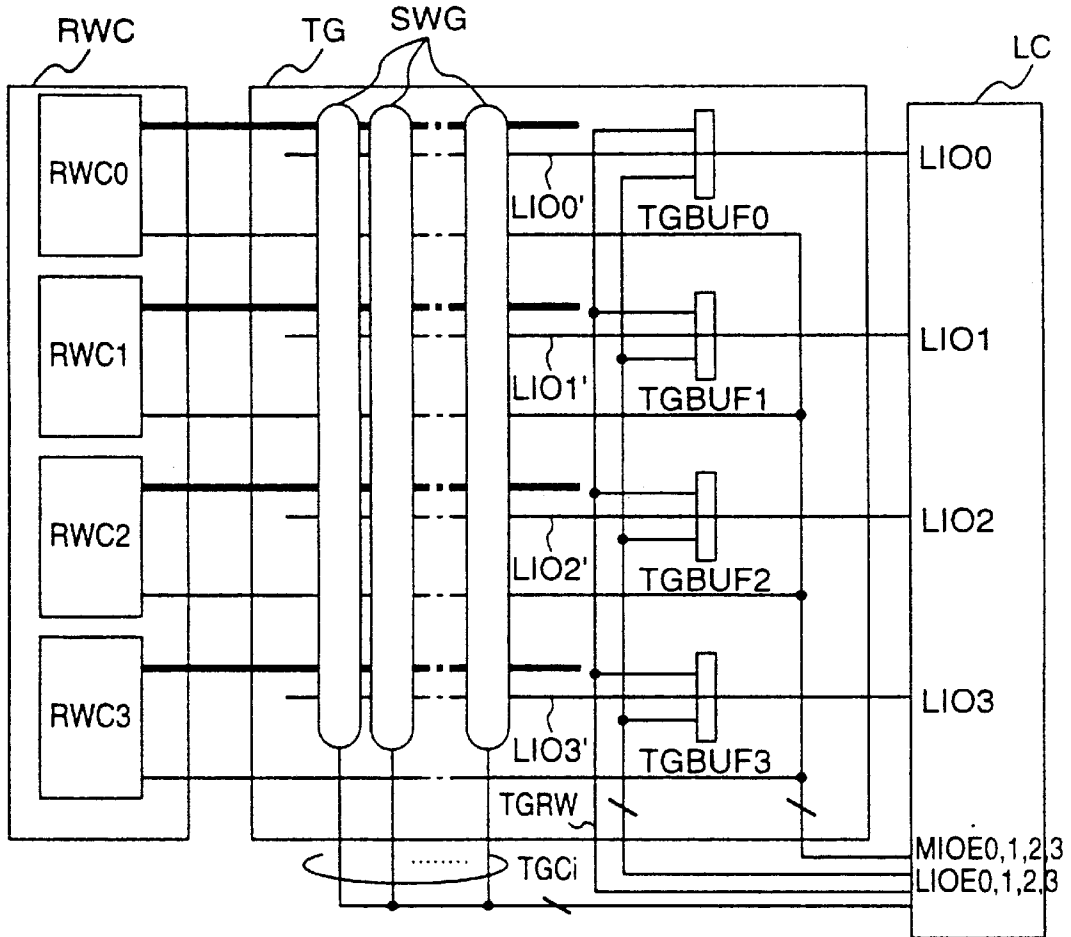 RWC
TG
SWG
LC
RWC0
LIO0
LIO0'
TGBUF0
RWC1
LIO1
LIO1'
TGBUF1
RWC2
LIO2
LIO2'
TGBUF2
RWC3
LIO3
LIO3'
TGBUF3
TGRW
MIOE0,1,2,3
LIOE0,1,2,3
TGCi